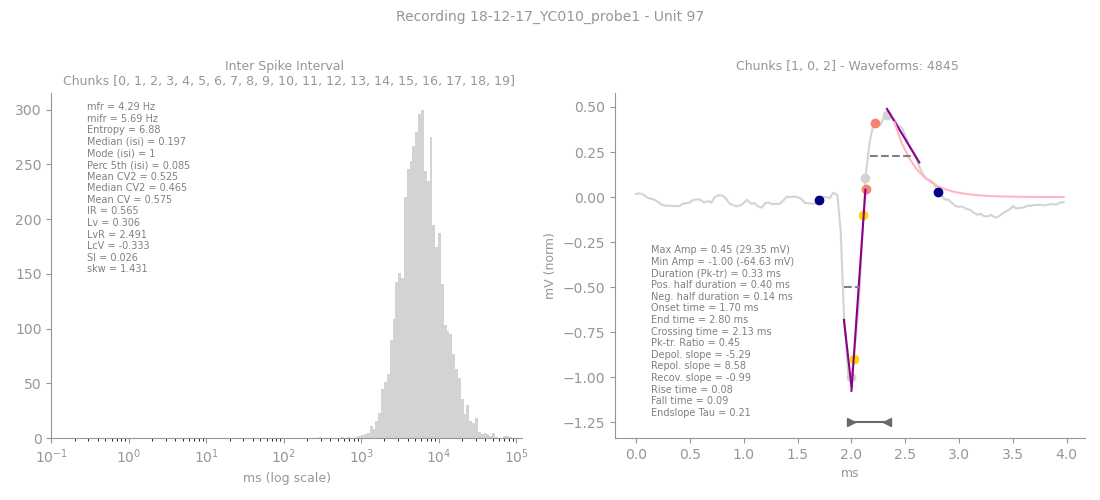 Recording 18-12-17_YC010_probe1 - Unit 97
Inter Spike Interval
Chunks [0, 1, 2, 3, 4, 5, 6, 7, 8, 9, 10, 11, 12, 13, 14, 15, 16, 17, 18, 19]
300
250
200
150
100
50
0
mfr = 4.29 Hz
mifr = 5.69 Hz
Entropy = 6.88
Median (isi) = 0.197
Mode (isi) = 1
Perc 5th (isi) = 0.085
Mean CV2 = 0.525
Median CV2 = 0.465
Mean CV = 0.575
IR = 0.565
Lv = 0.306
LvR = 2.491
LcV = -0.333
SI = 0.026
skw = 1.431
10⁻¹ 10⁰ 10¹ 10² 10³ 10⁴ 10⁵
ms (log scale)
Chunks [1, 0, 2] - Waveforms: 4845
mV (norm)
0.50
0.25
0.00
−0.25
−0.50
−0.75
−1.00
−1.25
Max Amp = 0.45 (29.35 mV)
Min Amp = -1.00 (-64.63 mV)
Duration (Pk-tr) = 0.33 ms
Pos. half duration = 0.40 ms
Neg. half duration = 0.14 ms
Onset time = 1.70 ms
End time = 2.80 ms
Crossing time = 2.13 ms
Pk-tr. Ratio = 0.45
Depol. slope = -5.29
Repol. slope = 8.58
Recov. slope = -0.99
Rise time = 0.08
Fall time = 0.09
Endslope Tau = 0.21
0.0 0.5 1.0 1.5 2.0 2.5 3.0 3.5 4.0
ms